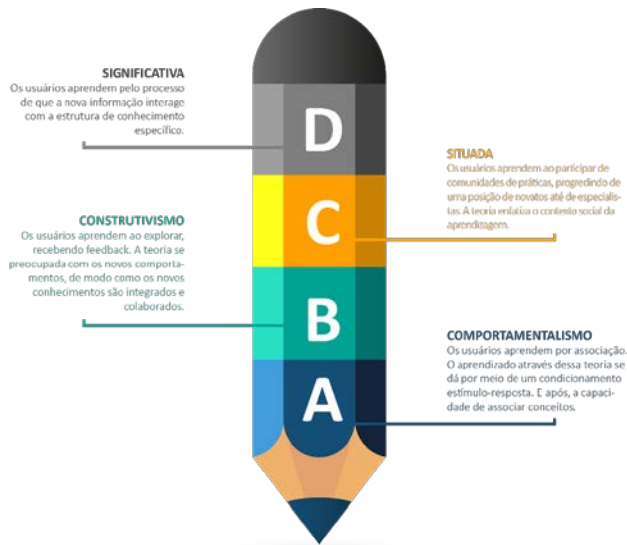 SIGNIFICATIVA
Os usuários aprendem pelo processo
de que a nova informação interage
com a estrutura de conhecimento
específico.
D
SITUADA
Os usuários aprendem ao participar de
comunidades de práticas, progredindo de
uma posição de novatos até de especialis-
tas. A teoria enfatiza o contexto social da
aprendizagem.
C
CONSTRUTIVISMO
Os usuários aprendem ao explorar,
recebendo feedback. A teoria se
preocupada com os novos comporta-
mentos, de modo como os novos
conhecimentos são integrados e
colaborados.
B
COMPORTAMENTALISMO
Os usuários aprendem por associação.
O aprendizado através dessa teoria se
dá por meio de um condicionamento
estímulo-resposta. E após, a capaci-
dade de associar conceitos.
A